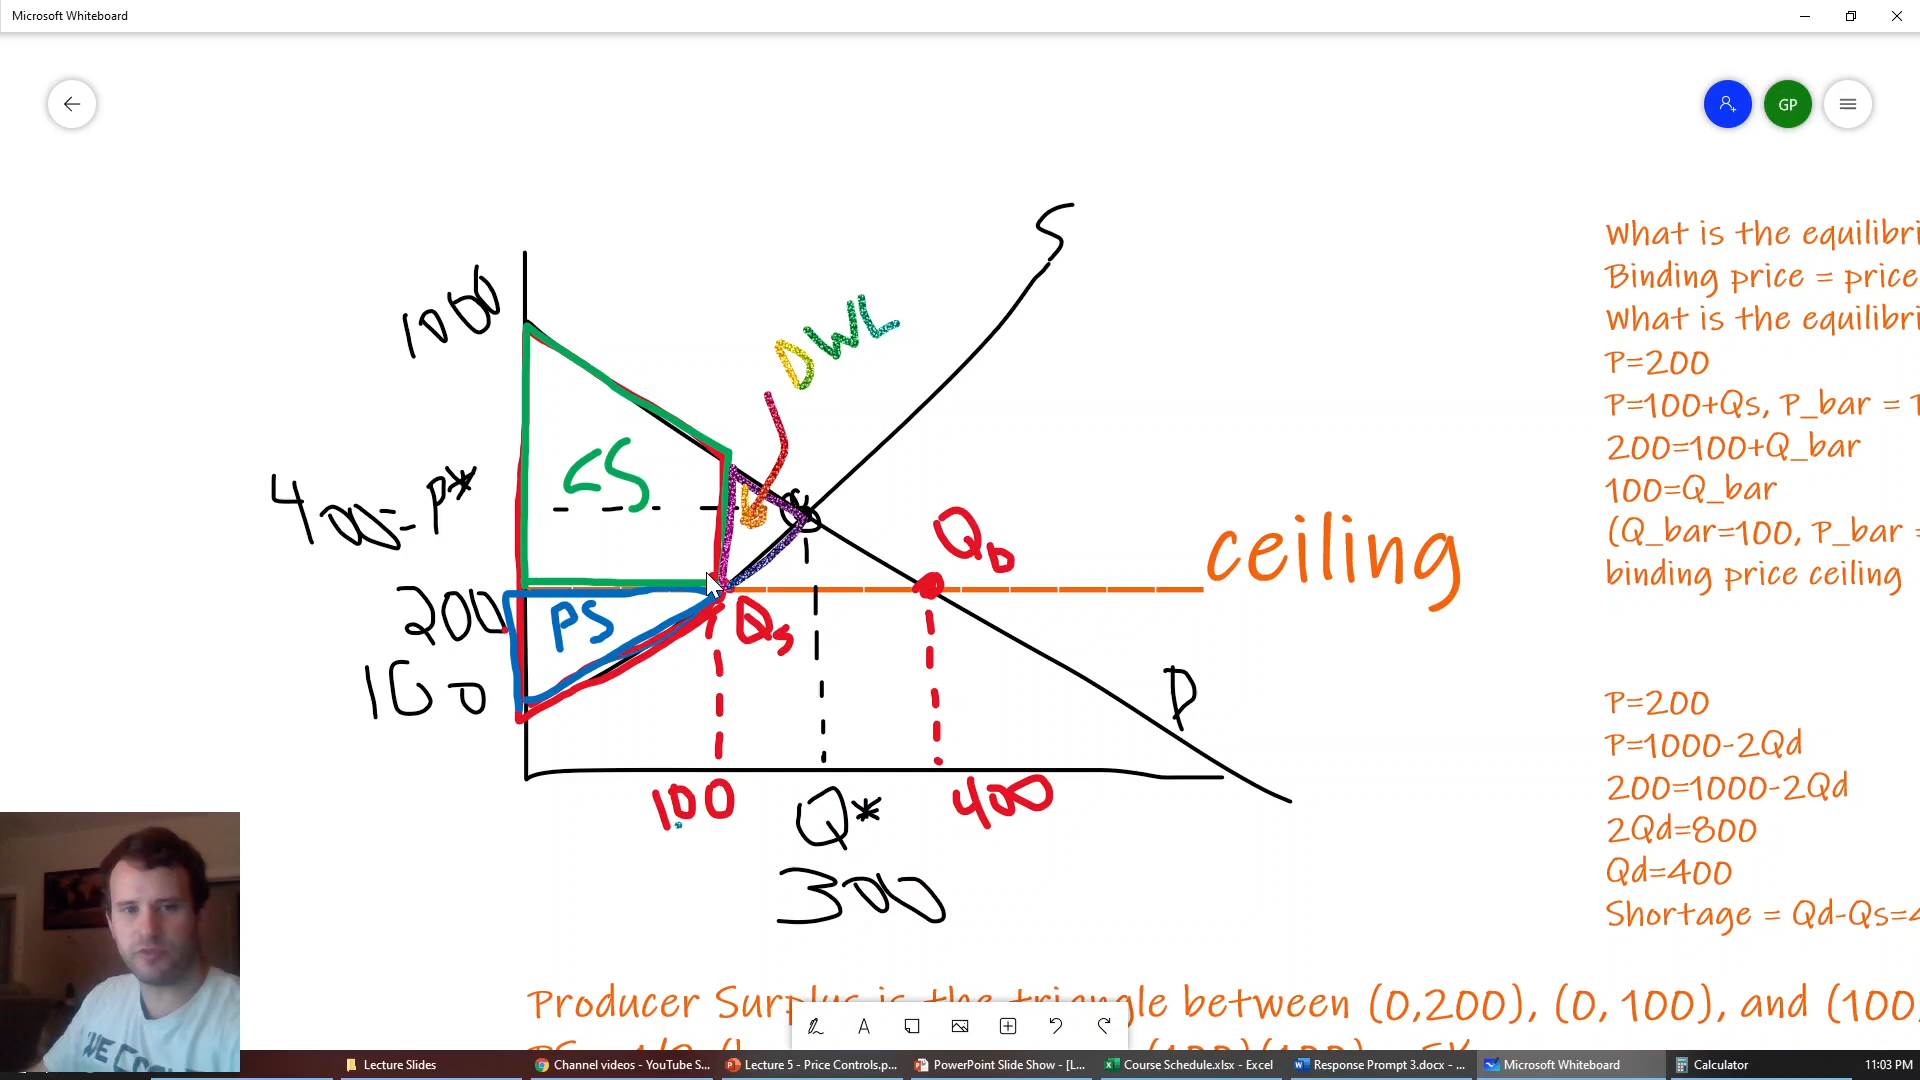 Microsoft Whiteboard
GP
S
1000
DWL
CS
400=P*
Q_D
ceiling
200
PS
Qs
100
D
100
Q*
400
300
What is the equilibri
Binding price = price
What is the equilibri
P=200
P=100+Qs, P_bar = P
200=100+Q_bar
100=Q_bar
(Q_bar=100, P_bar =
binding price ceiling
P=200
P=1000-2Qd
200=1000-2Qd
2Qd=800
Qd=400
Shortage = Qd-Qs=4
Producer Surplus is the triangle between (0,200), (0, 100), and (100,
Lecture Slides
Channel videos - YouTube S...
Lecture 5 - Price Controls.p...
PowerPoint Slide Show - [L...
Course Schedule.xlsx - Excel
Response Prompt 3.docx - ...
Microsoft Whiteboard
Calculator
11:03 PM